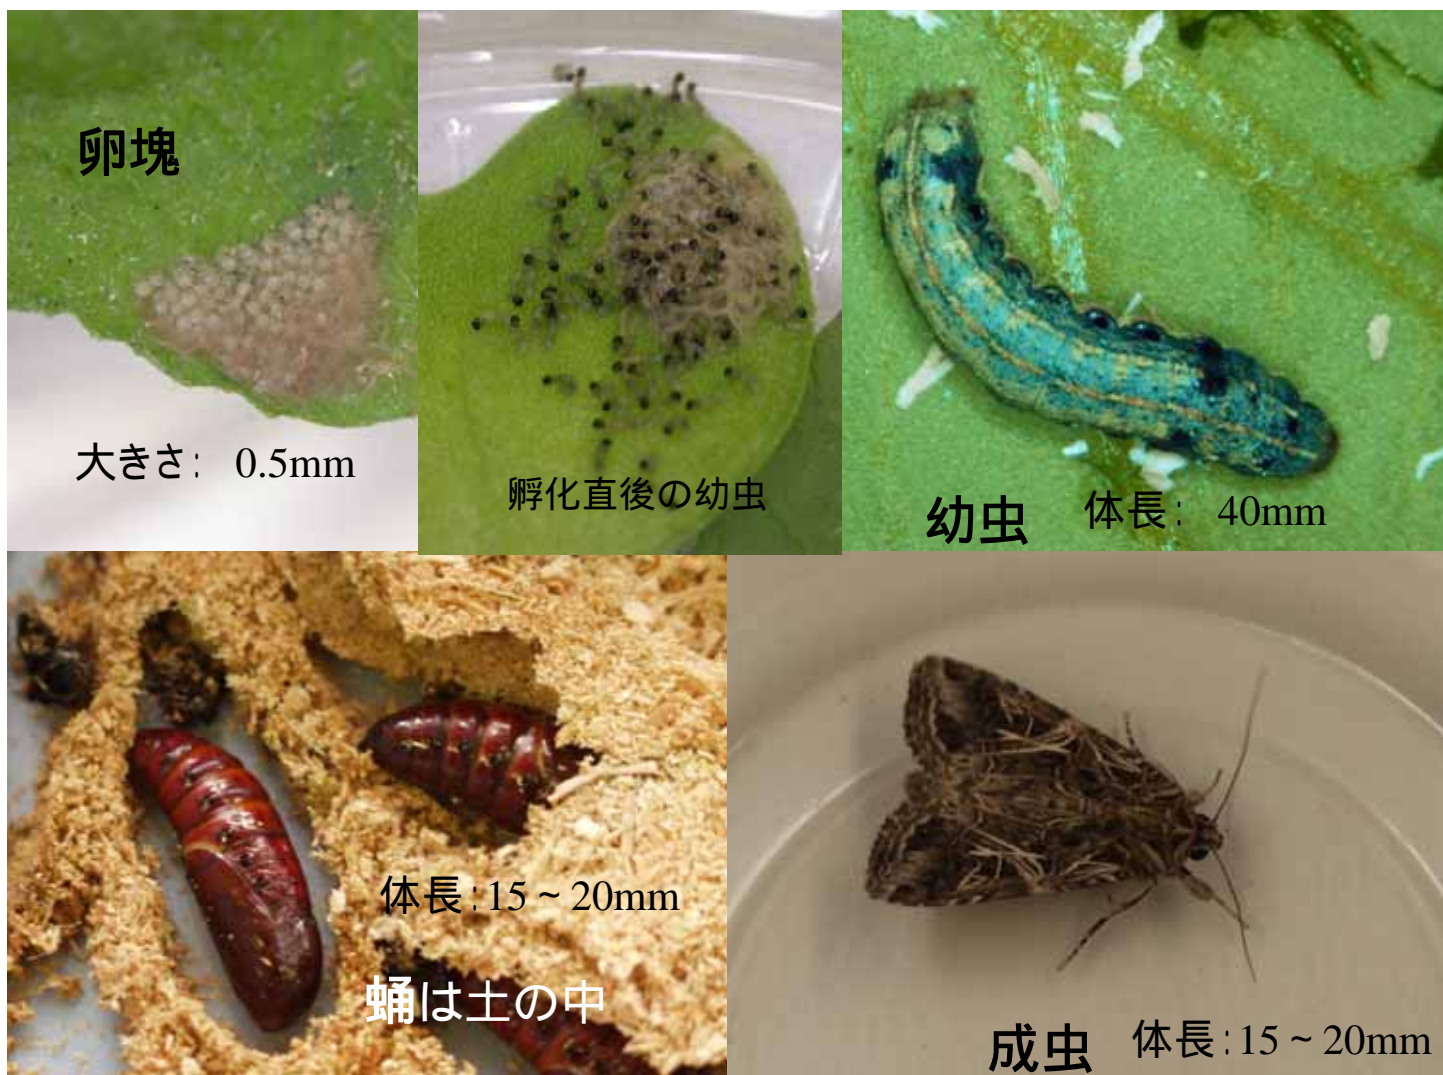 卵塊
大きさ： 0.5mm
孵化直後の幼虫
幼虫 体長： 40mm
体長：15～20mm
蛹は土の中
成虫 体長：15～20mm